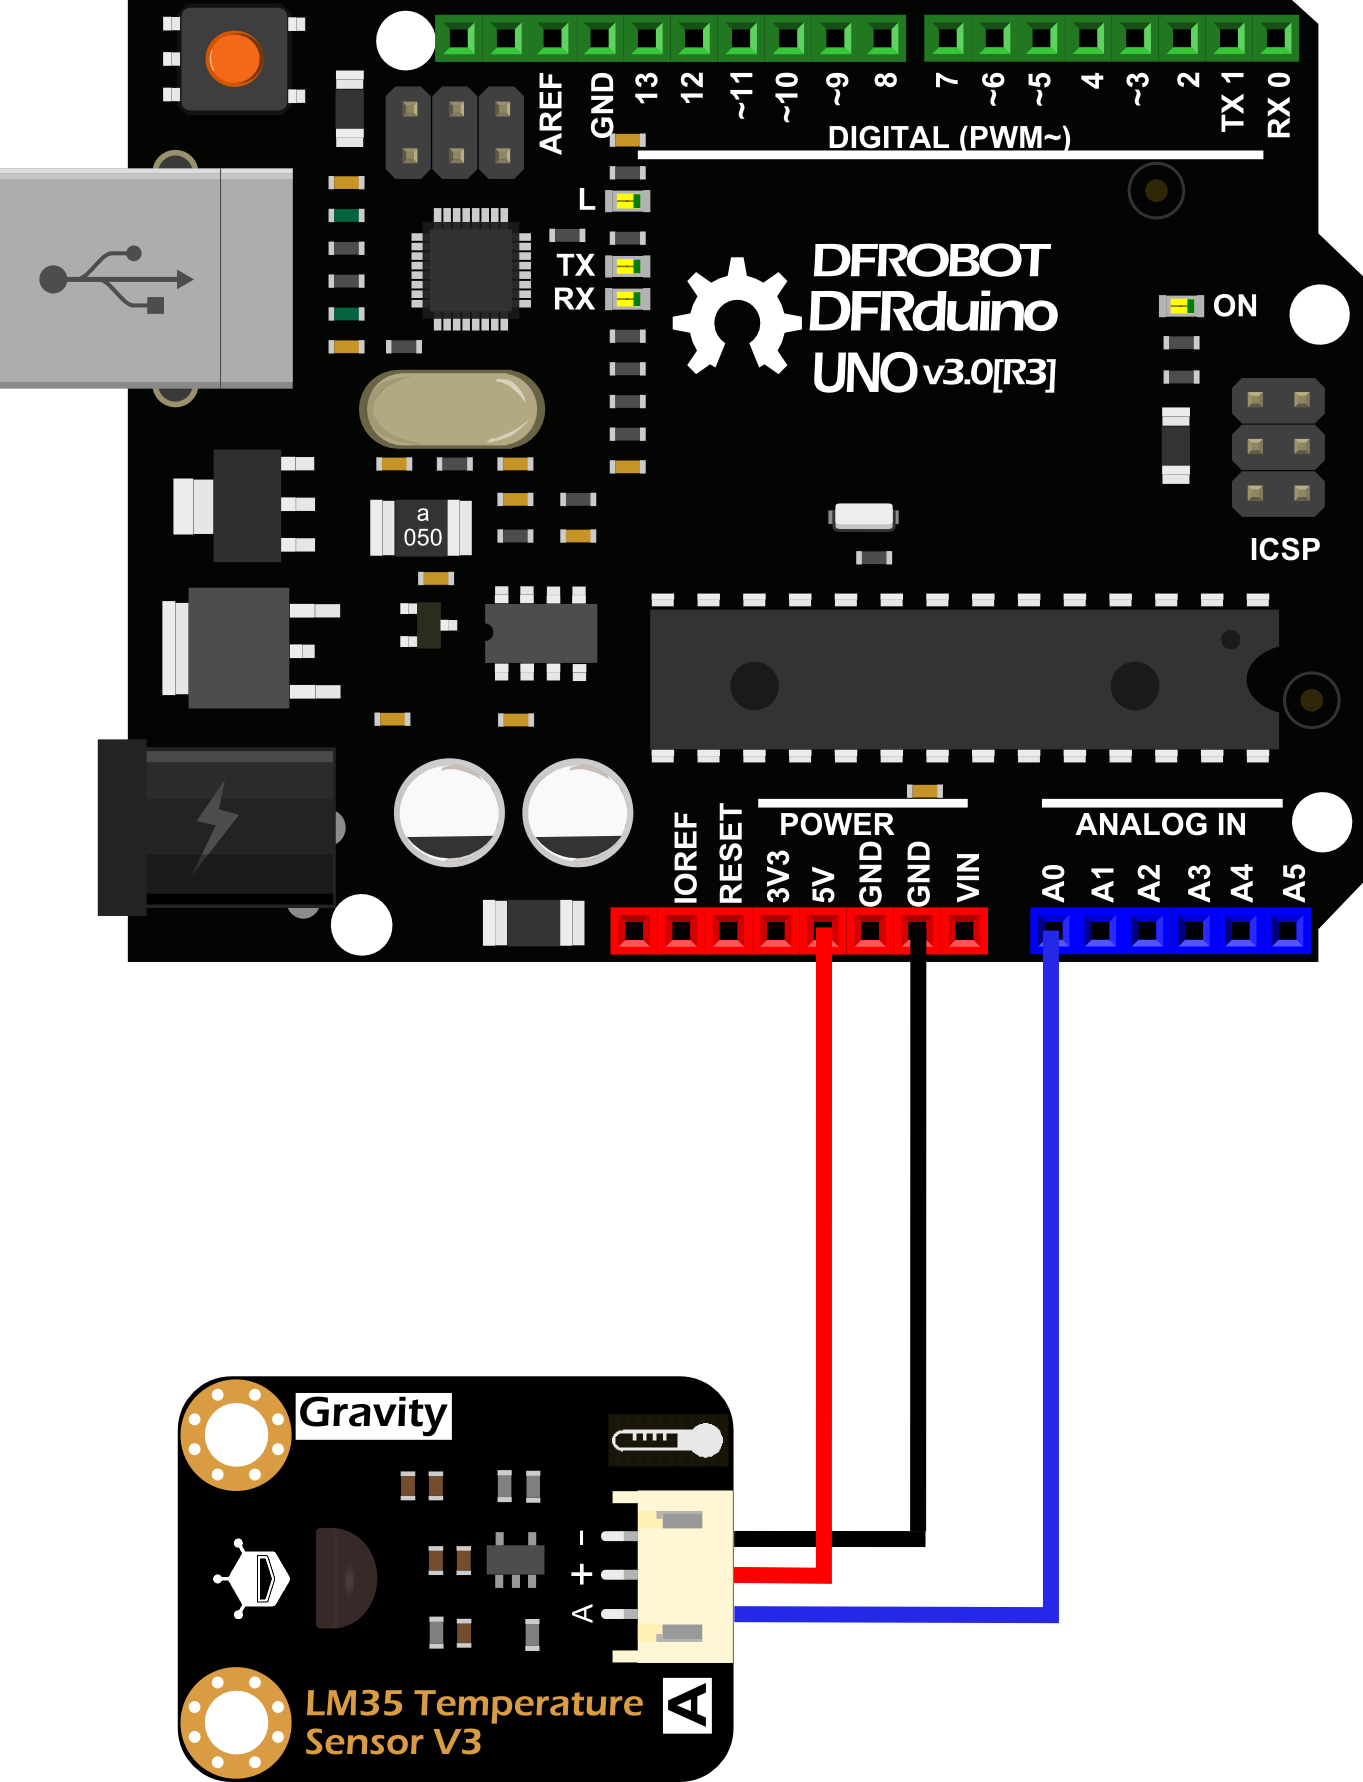 AREF
GND
13
12
~11
~10
~9
8
7
~6
~5
4
~3
2
TX 1
RX 0
DIGITAL (PWM~)
L
TX
RX
DFROBOT
DFRduino
UNO v3.0[R3]
ON
ICSP
a
050
POWER
ANALOG IN
IOREF
RESET
3V3
5V
GND
GND
VIN
A0
A1
A2
A3
A4
A5
Gravity
-
+
A
LM35 Temperature
Sensor V3
A